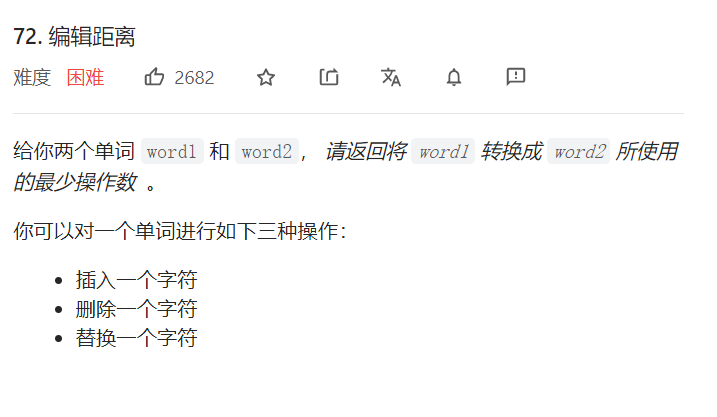 72. 编辑距离
难度 困难 2682
给你两个单词 word1 和 word2， 请返回将 word1 转换成 word2 所使用
的最少操作数 。
你可以对一个单词进行如下三种操作：
• 插入一个字符
• 删除一个字符
• 替换一个字符